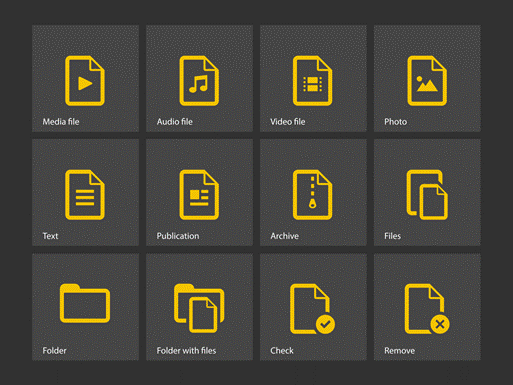 Media file
Audio file
Video file
Photo
Text
Publication
Archive
Files
Folder
Folder with files
Check
Remove